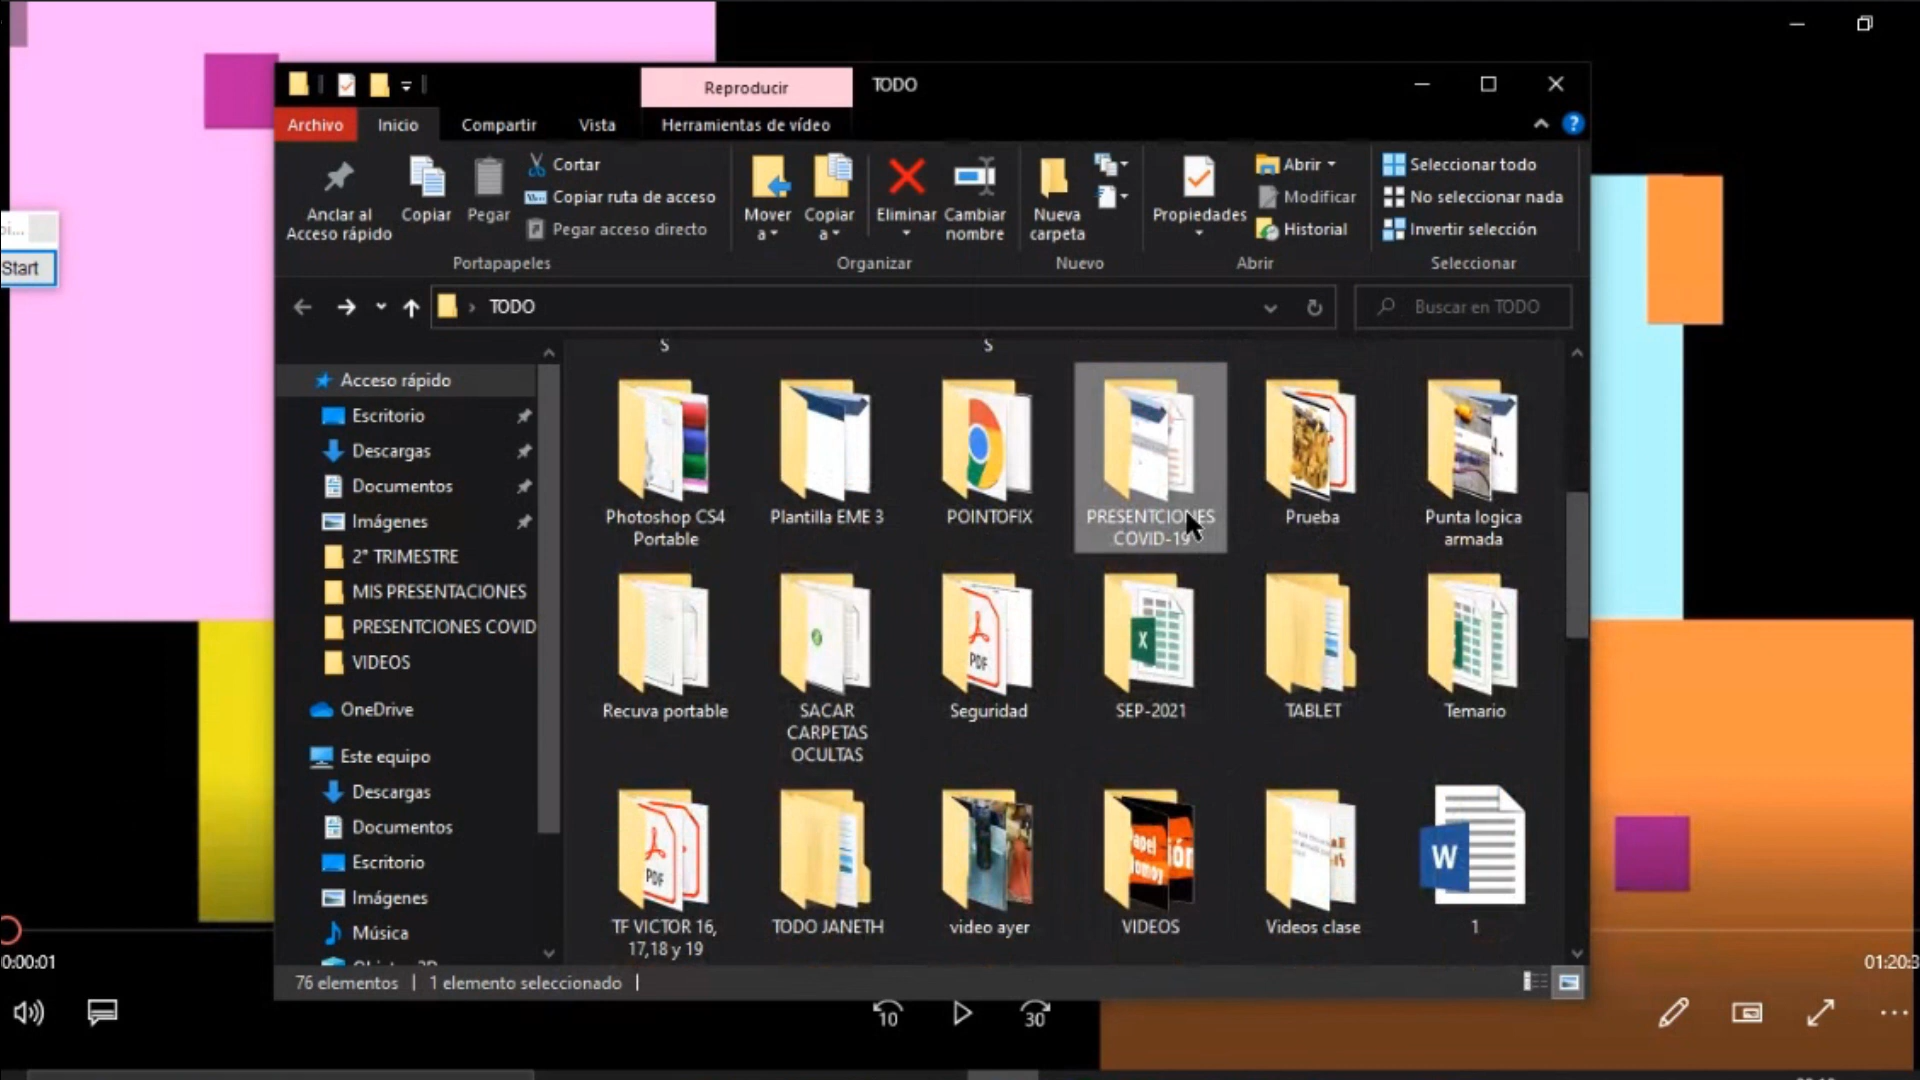 Reproducir
TODO
Archivo
Inicio
Compartir
Vista
Herramientas de vídeo
Anclar al
Acceso rápido
Copiar
Pegar
Cortar
Copiar ruta de acceso
Pegar acceso directo
Mover
a
Copiar
a
Eliminar
Cambiar
nombre
Nueva
carpeta
Propiedades
Abrir
Modificar
Historial
Seleccionar todo
No seleccionar nada
Invertir selección
Portapapeles
Organizar
Nuevo
Abrir
Seleccionar
Start
TODO
Buscar en TODO
Acceso rápido
Escritorio
Descargas
Documentos
Imágenes
2° TRIMESTRE
MIS PRESENTACIONES
PRESENTCIONES COVID
VIDEOS
OneDrive
Este equipo
Descargas
Documentos
Escritorio
Imágenes
Música
S
S
Photoshop CS4
Portable
Plantilla EME 3
POINTOFIX
PRESENTCIONES
COVID-19
Prueba
Punta logica
armada
Recuva portable
SACAR
CARPETAS
OCULTAS
PDF
Seguridad
X
SEP-2021
TABLET
Temario
PDF
TF VICTOR 16,
17,18 y 19
TODO JANETH
video ayer
VIDEOS
Videos clase
W
1
76 elementos
1 elemento seleccionado
0:00:01
01:20:3
10
30